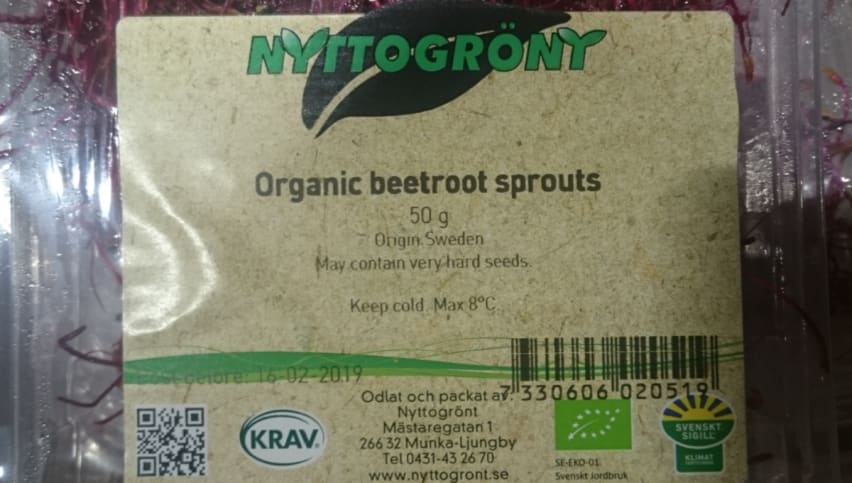 NYTTOGRÖNT
Organic beetroot sprouts
50 g
Origin: Sweden
May contain very hard seeds.
Keep cold. Max 8°C.
16-02-2019
Odlat och packat av:
Nyttogrönt
Mästaregatan 1
266 32 Munka-Ljungby
Tel 0431-43 26 70
www.nyttogront.se
7 330606 020519
KRAV
SE-EKO-01
Svenskt Jordbruk
SVENSKT
SIGILL
KLIMAT